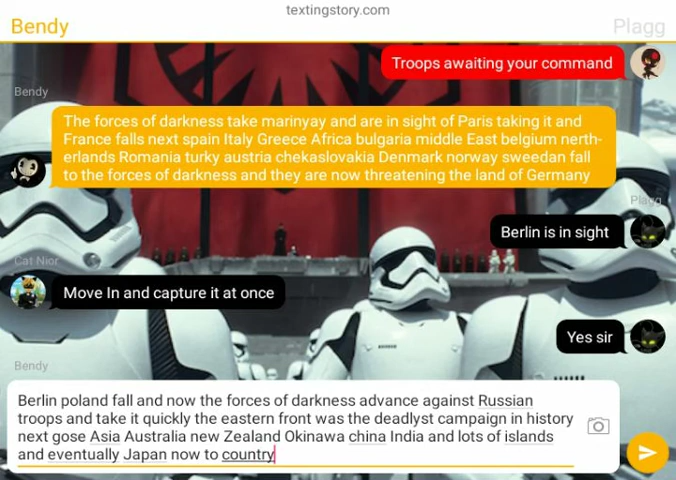 textingstory.com
Bendy
Plagg
Troops awaiting your command
Bendy
The forces of darkness take marinyay and are in sight of Paris taking it and
France falls next spain Italy Greece Africa bulgaria middle East belgium nerth-
erlands Romania turky austria chekaslovakia Denmark norway sweedan fall
to the forces of darkness and they are now threatening the land of Germany
Plagg
Berlin is in sight
Cat Nior
Move In and capture it at once
Yes sir
Bendy
Berlin poland fall and now the forces of darkness advance against Russian
troops and take it quickly the eastern front was the deadlyst campaign in history
next gose Asia Australia new Zealand Okinawa china India and lots of islands
and eventually Japan now to country